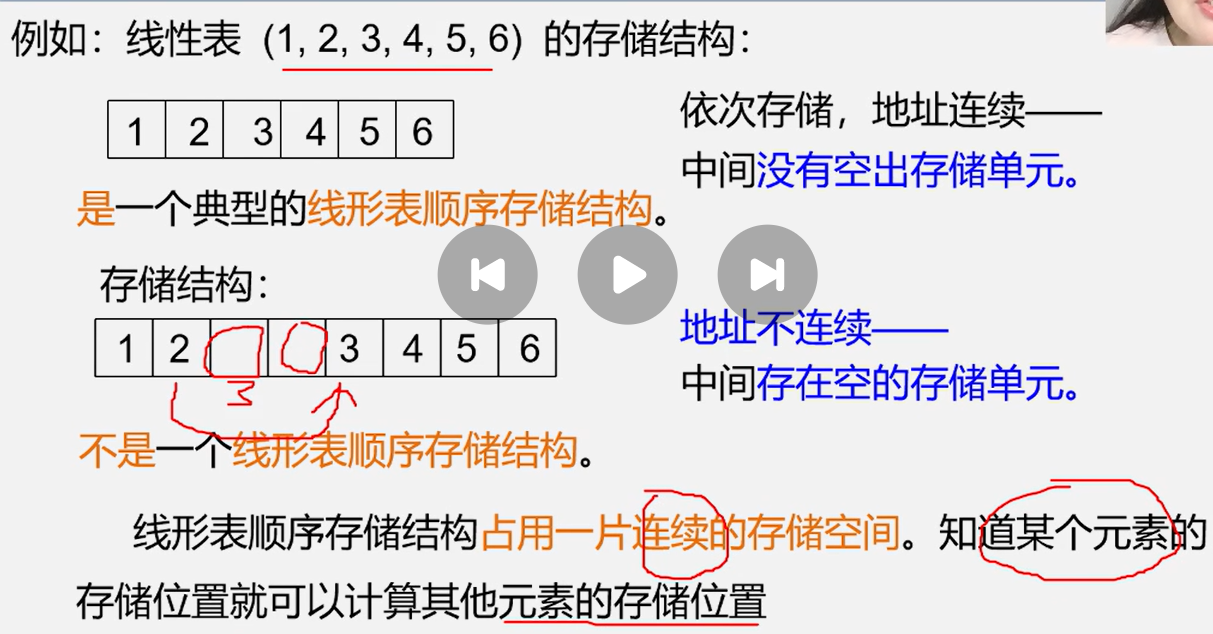 例如：线性表（1, 2, 3, 4, 5, 6）的存储结构：
1 2 3 4 5 6
依次存储，地址连续——
中间没有空出存储单元。
是一个典型的线形表顺序存储结构。
存储结构：
1 2 3 4 5 6
3
地址不连续——
中间存在空的存储单元。
不是一个线形表顺序存储结构。
线形表顺序存储结构占用一片连续的存储空间。知道某个元素的
存储位置就可以计算其他元素的存储位置